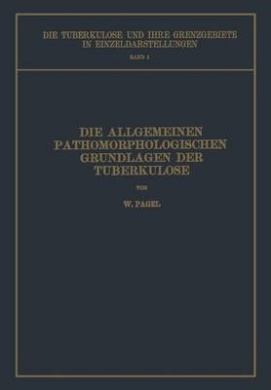 DIE TUBERKULOSE UND IHRE GRENZGEBIETE
IN EINZELDARSTELLUNGEN
BAND 1
DIE ALLGEMEINEN
PATHOMORPHOLOGISCHEN
GRUNDLAGEN DER
TUBERKULOSE
VON
W. PAGEL